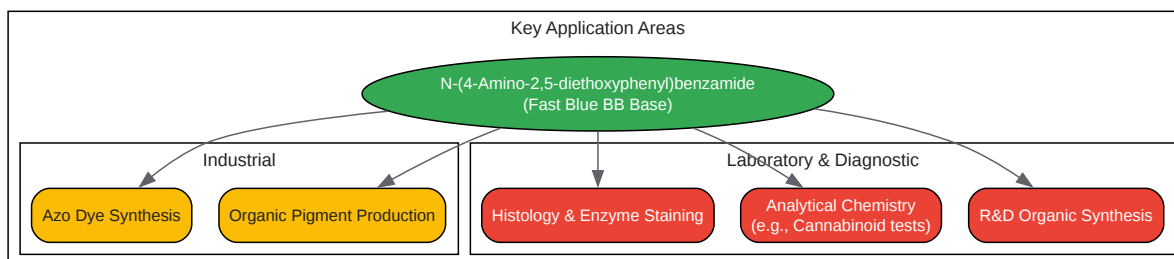 Key Application Areas
N-(4-Amino-2,5-diethoxyphenyl)benzamide
(Fast Blue BB Base)
Industrial
Laboratory & Diagnostic
Azo Dye Synthesis
Organic Pigment Production
Histology & Enzyme Staining
Analytical Chemistry
(e.g., Cannabinoid tests)
R&D Organic Synthesis